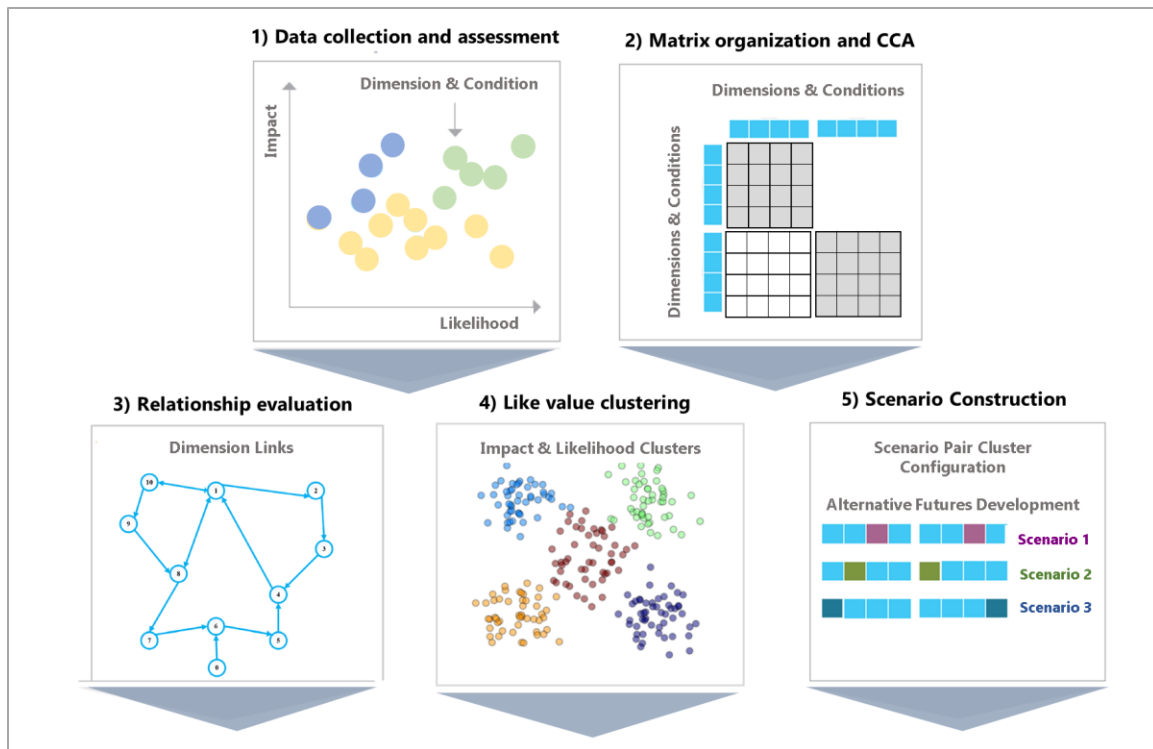 1) Data collection and assessment
Dimension & Condition
Impact
Likelihood
2) Matrix organization and CCA
Dimensions & Conditions
Dimensions & Conditions
3) Relationship evaluation
Dimension Links
10
1
2
9
3
8
4
7
6
5
0
4) Like value clustering
Impact & Likelihood Clusters
5) Scenario Construction
Scenario Pair Cluster
Configuration
Alternative Futures Development
Scenario 1
Scenario 2
Scenario 3